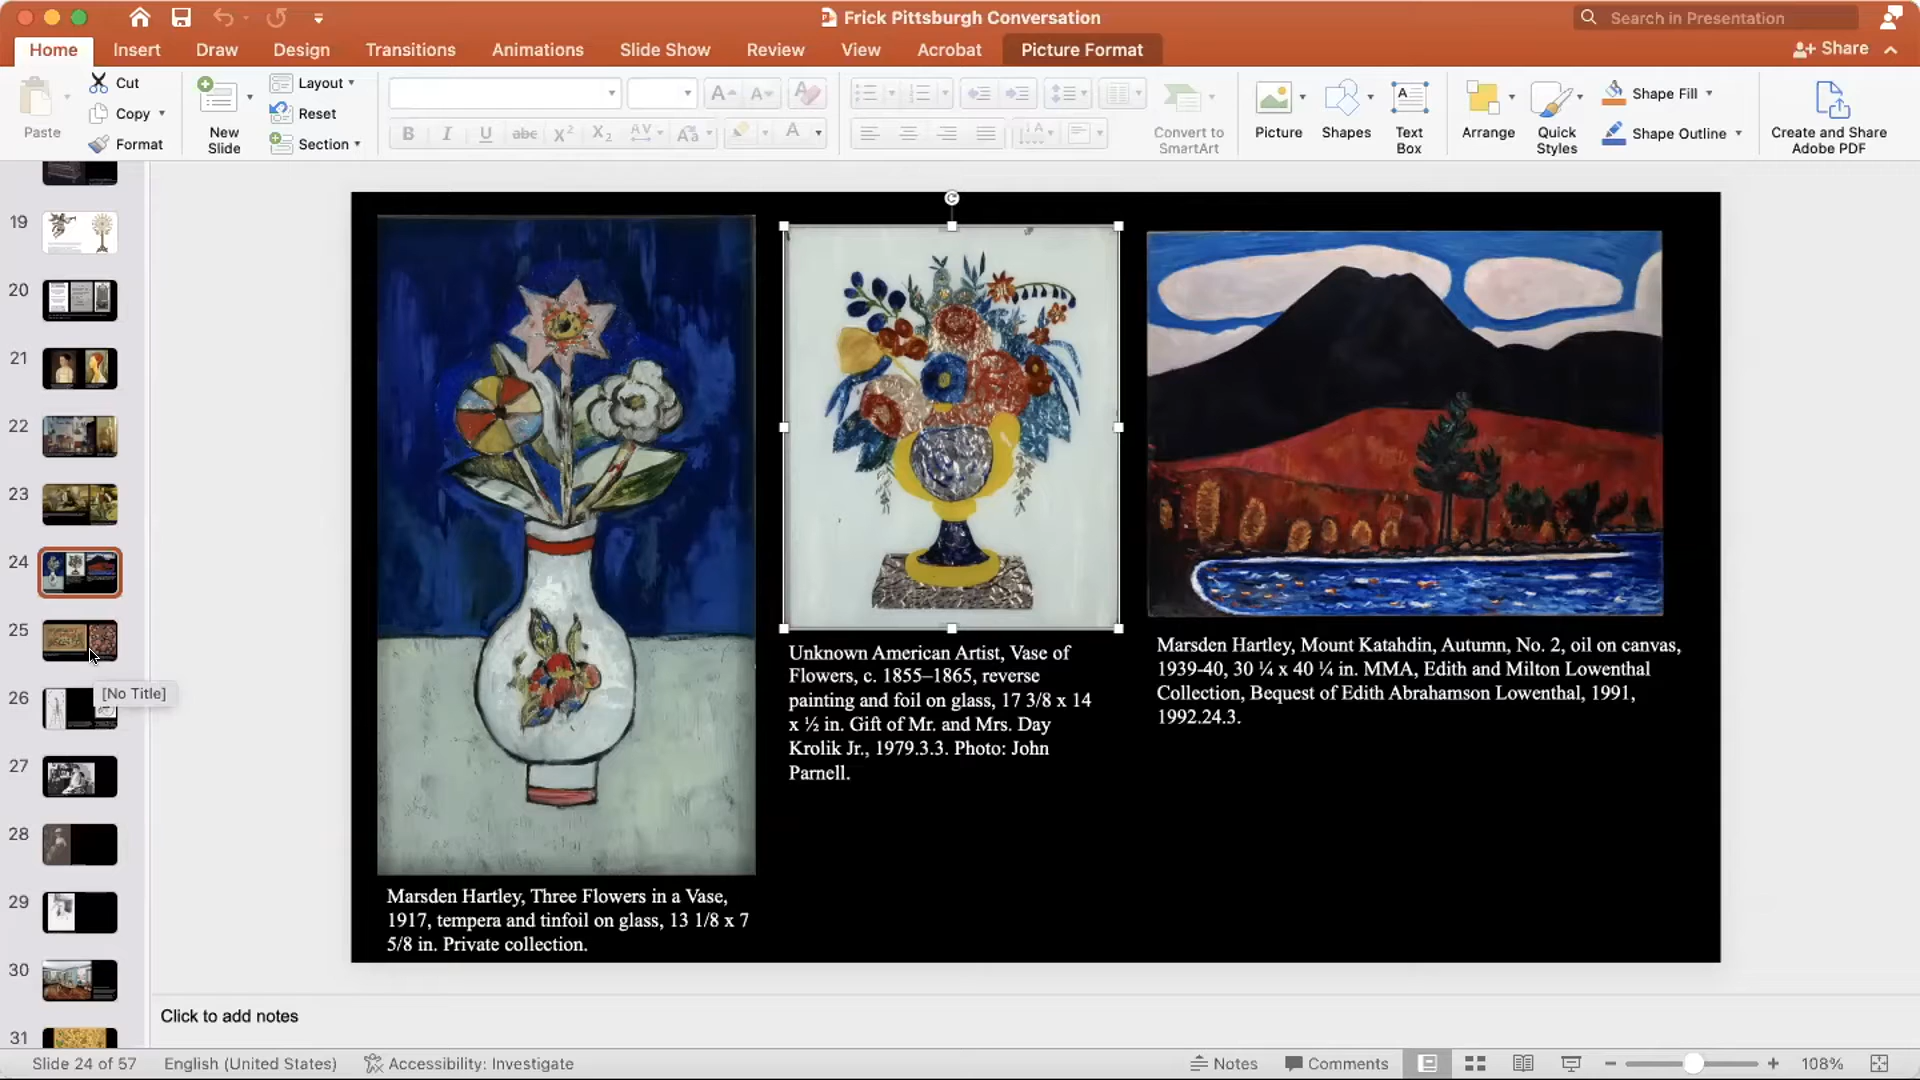 Frick Pittsburgh Conversation
Search in Presentation
Home
Insert
Draw
Design
Transitions
Animations
Slide Show
Review
View
Acrobat
Picture Format
Share
Paste
Cut
Copy
Format
New
Slide
Layout
Reset
Section
Convert to
SmartArt
Picture
Shapes
Text
Box
Arrange
Quick
Styles
Shape Fill
Shape Outline
Create and Share
Adobe PDF
19
20
21
22
23
24
25
[No Title]
26
27
28
29
30
31
Marsden Hartley, Three Flowers in a Vase,
1917, tempera and tinfoil on glass, 13 1/8 x 7
5/8 in. Private collection.
Unknown American Artist, Vase of
Flowers, c. 1855–1865, reverse
painting and foil on glass, 17 3/8 x 14
x ½ in. Gift of Mr. and Mrs. Day
Krolik Jr., 1979.3.3. Photo: John
Parnell.
Marsden Hartley, Mount Katahdin, Autumn, No. 2, oil on canvas,
1939-40, 30 ¼ x 40 ¼ in. MMA, Edith and Milton Lowenthal
Collection, Bequest of Edith Abrahamson Lowenthal, 1991,
1992.24.3.
Click to add notes
Slide 24 of 57
English (United States)
Accessibility: Investigate
Notes
Comments
108%